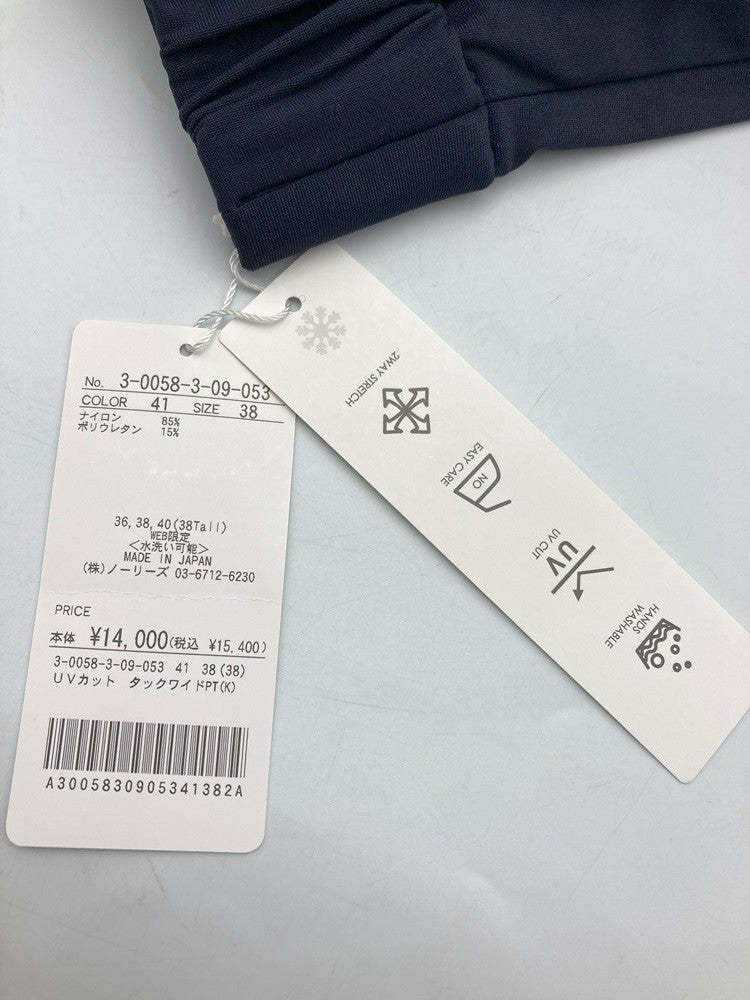 No. 3-0058-3-09-053
COLOR 41 SIZE 38
ナイロン 85%
ポリウレタン 15%
36,38,40(38Tall)
WEB限定
<水洗い可能>
MADE IN JAPAN
(株)ノーリーズ 03-6712-6230
PRICE
本体 ¥14,000(税込 ¥15,400)
3-0058-3-09-053 41 38(38)
UVカット タックワイドPT(K)
A3005830905341382A
2WAY STRETCH
EASY CARE
NO
UV CUT
UV
HANDS
WASHABLE